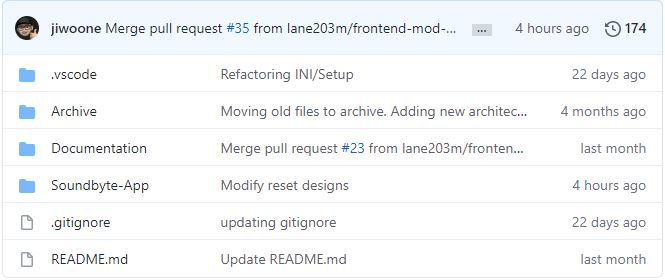 jiwoone Merge pull request #35 from lane203m/frontend-mod-... ... 4 hours ago 174
.vscode Refactoring INI/Setup 22 days ago
Archive Moving old files to archive. Adding new architec... 4 months ago
Documentation Merge pull request #23 from lane203m/fronten... last month
Soundbyte-App Modify reset designs 4 hours ago
.gitignore updating gitignore 22 days ago
README.md Update README.md last month